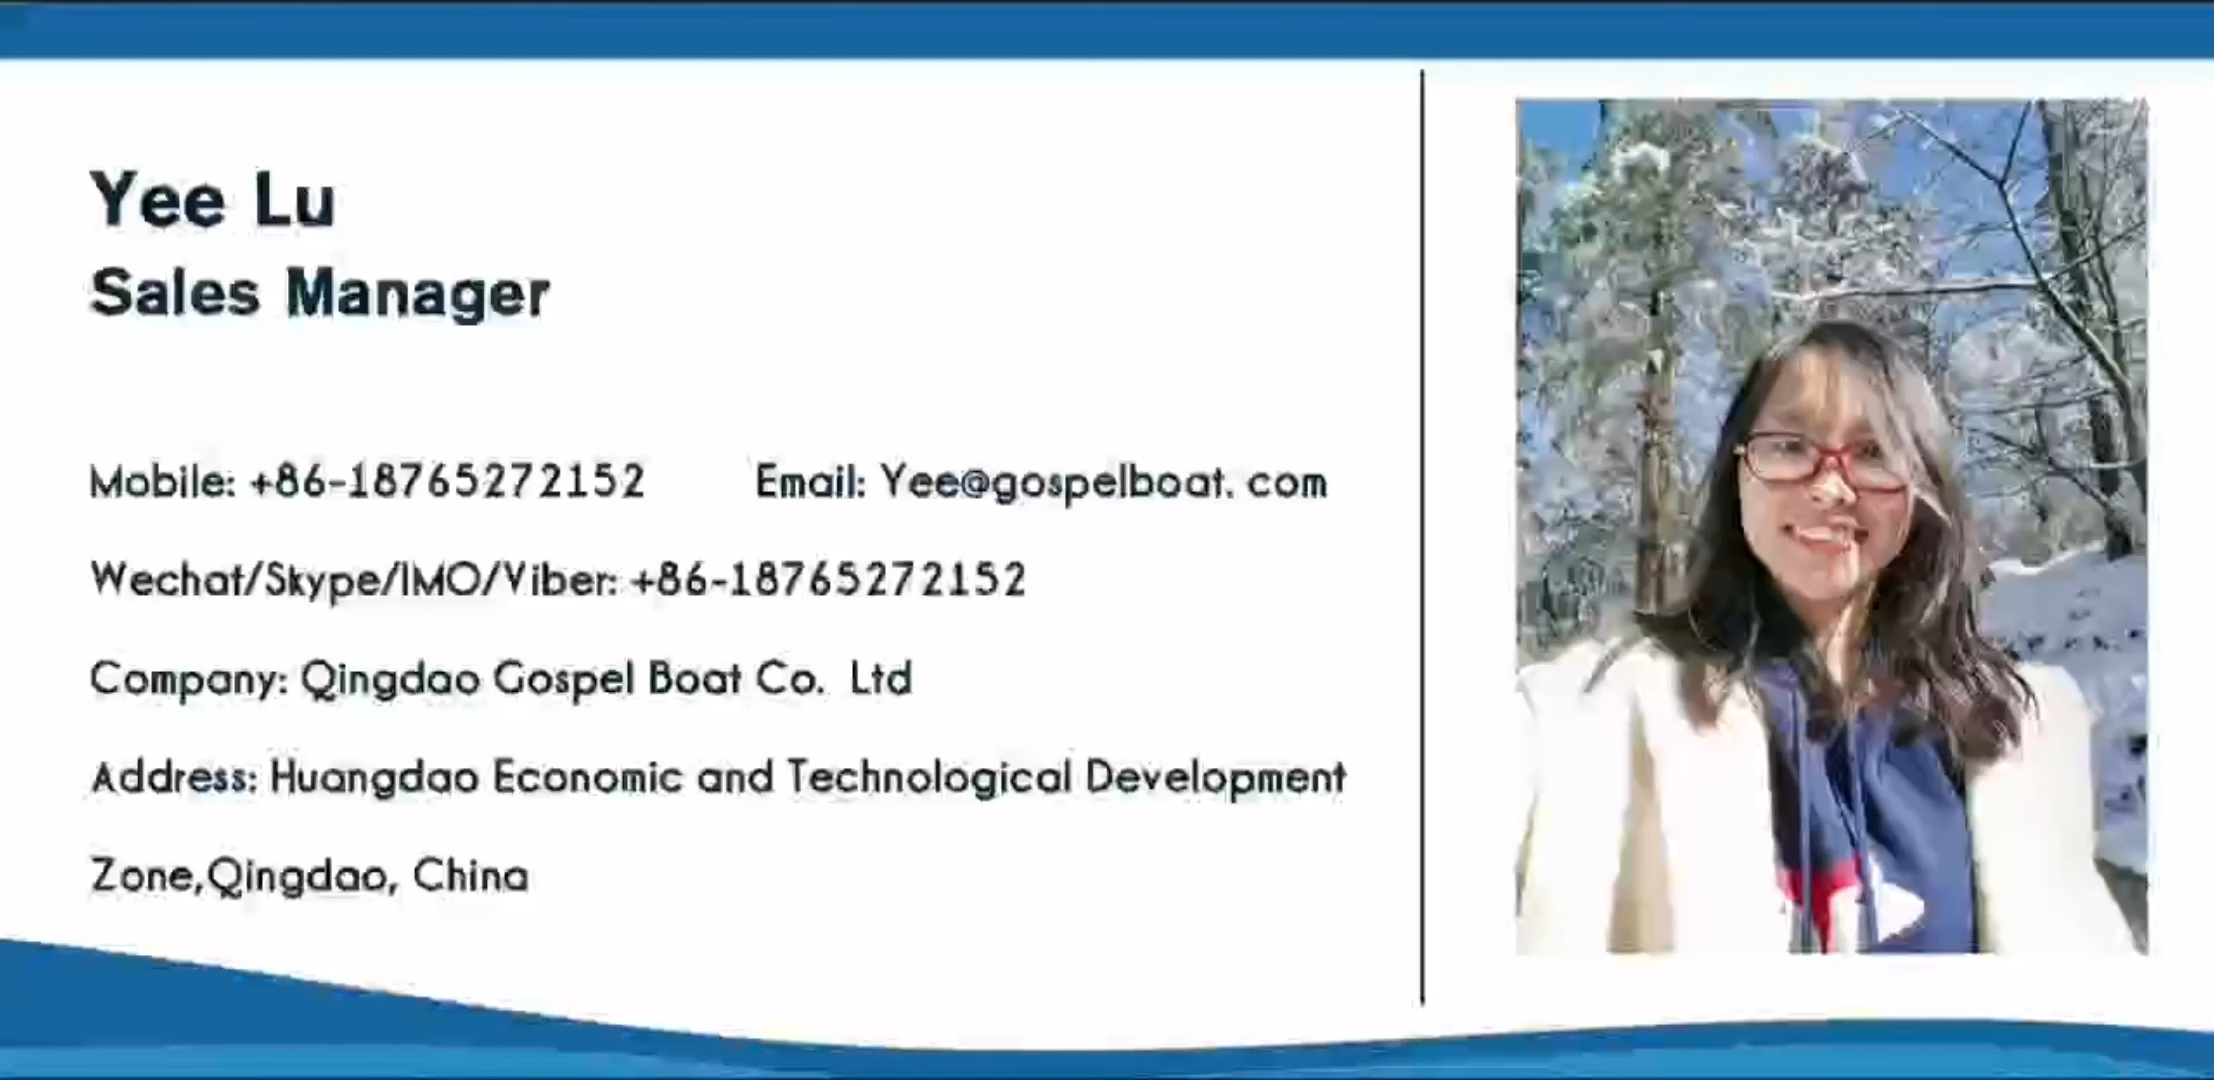 Yee Lu
Sales Manager
Mobile: +86-18765272152 Email: Yee@gospelboat. com
Wechat/Skype/IMO/Viber: +86-18765272152
Company: Qingdao Gospel Boat Co. Ltd
Address: Huangdao Economic and Technological Development
Zone,Qingdao, China